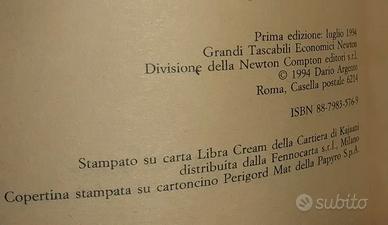 Prima edizione: luglio 1994
Grandi Tascabili Economici Newton
Divisione della Newton Compton editori s.r.l.
© 1994 Dario Argento
Roma, Casella postale 6214
ISBN 88-7983-576-9
Stampato su carta Libra Cream della Cartiera di Kajaani
distribuita dalla Fennocarta s.r.l., Milano
Copertina stampata su cartoncino Perigord Mat della Papyro S.p.A.
subito